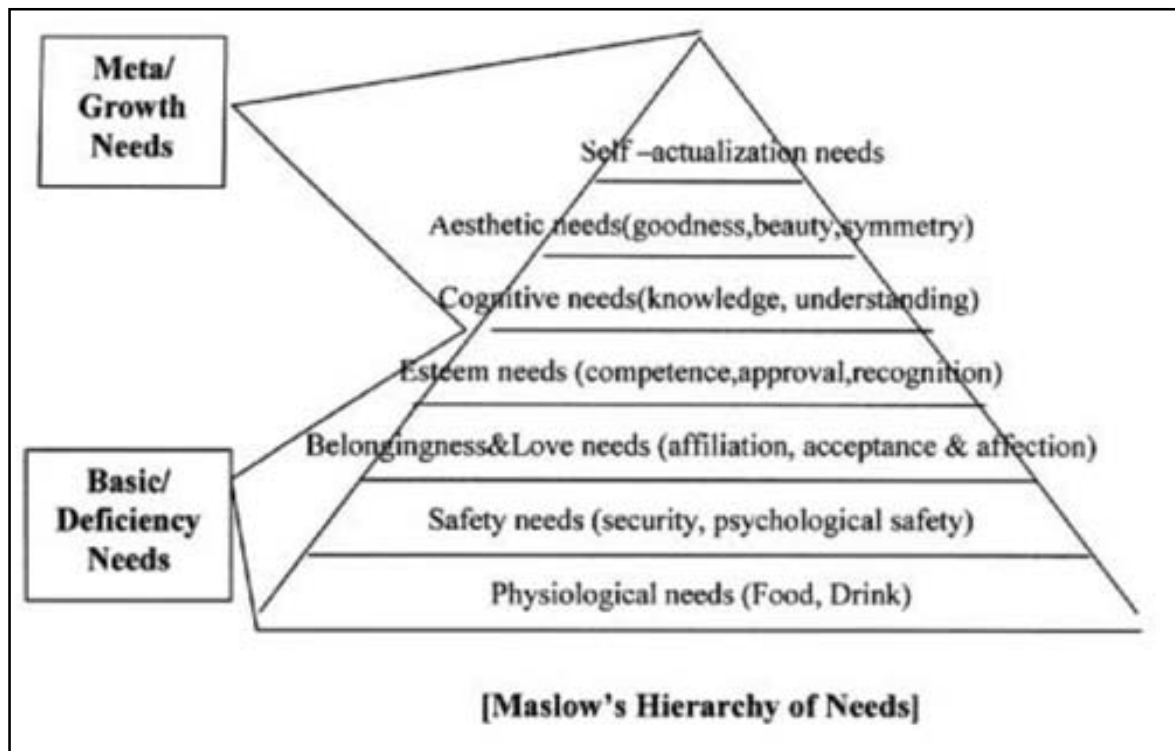 Meta/
Growth
Needs
Self –actualization needs
Aesthetic needs(goodness,beauty,symmetry)
Cognitive needs(knowledge, understanding)
Esteem needs (competence,approval,recognition)
Belongingness&Love needs (affiliation, acceptance & affection)
Basic/
Deficiency
Needs
Safety needs (security, psychological safety)
Physiological needs (Food, Drink)
[Maslow's Hierarchy of Needs]